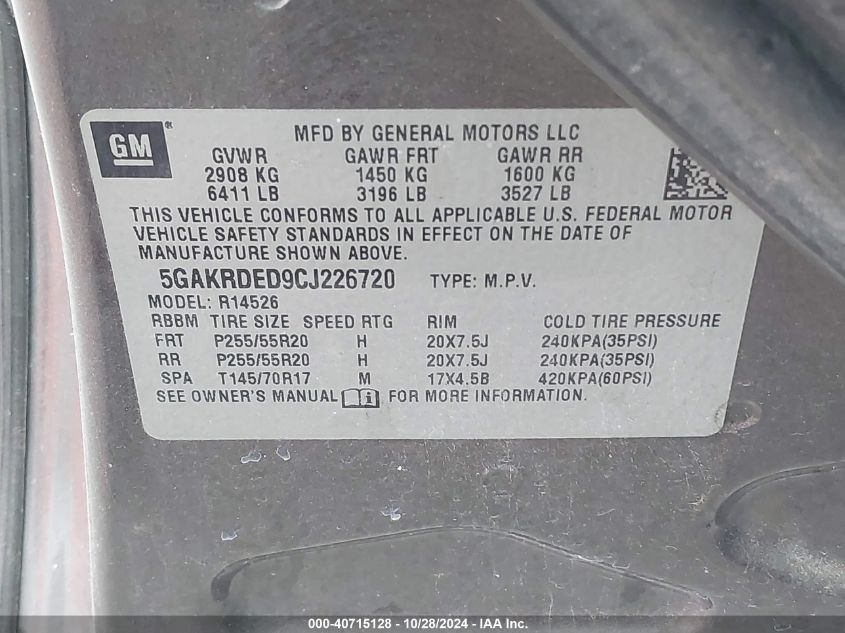 GM®
MFD BY GENERAL MOTORS LLC
GVWR GAWR FRT GAWR RR
2908 KG 1450 KG 1600 KG
6411 LB 3196 LB 3527 LB
THIS VEHICLE CONFORMS TO ALL APPLICABLE U.S. FEDERAL MOTOR
VEHICLE SAFETY STANDARDS IN EFFECT ON THE DATE OF
MANUFACTURE SHOWN ABOVE.
5GAKRDED9CJ226720 TYPE: M.P.V.
MODEL: R14526
RBBM TIRE SIZE SPEED RTG RIM COLD TIRE PRESSURE
FRT P255/55R20 H 20X7.5J 240KPA(35PSI)
RR P255/55R20 H 20X7.5J 240KPA(35PSI)
SPA T145/70R17 M 17X4.5B 420KPA(60PSI)
SEE OWNER'S MANUAL i FOR MORE INFORMATION.
000-40715128 - 10/28/2024 - IAA Inc.